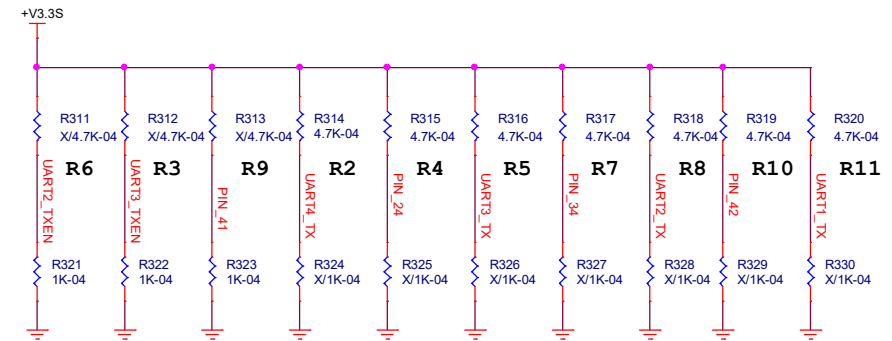 +V3.3S
R311 R312 R313 R314 R315 R316 R317 R318 R319 R320
X/4.7K-04 X/4.7K-04 X/4.7K-04 4.7K-04 4.7K-04 4.7K-04 4.7K-04 4.7K-04 4.7K-04 4.7K-04
R6 R3 R9 R2 R4 R5 R7 R8 R10 R11
UART2_TXEN UART3_TXEN PIN_41 UART4_TX PIN_24 UART3_TX PIN_34 UART2_TX PIN_42 UART1_TX
R321 R322 R323 R324 R325 R326 R327 R328 R329 R330
1K-04 1K-04 1K-04 X/1K-04 X/1K-04 X/1K-04 X/1K-04 X/1K-04 X/1K-04 X/1K-04